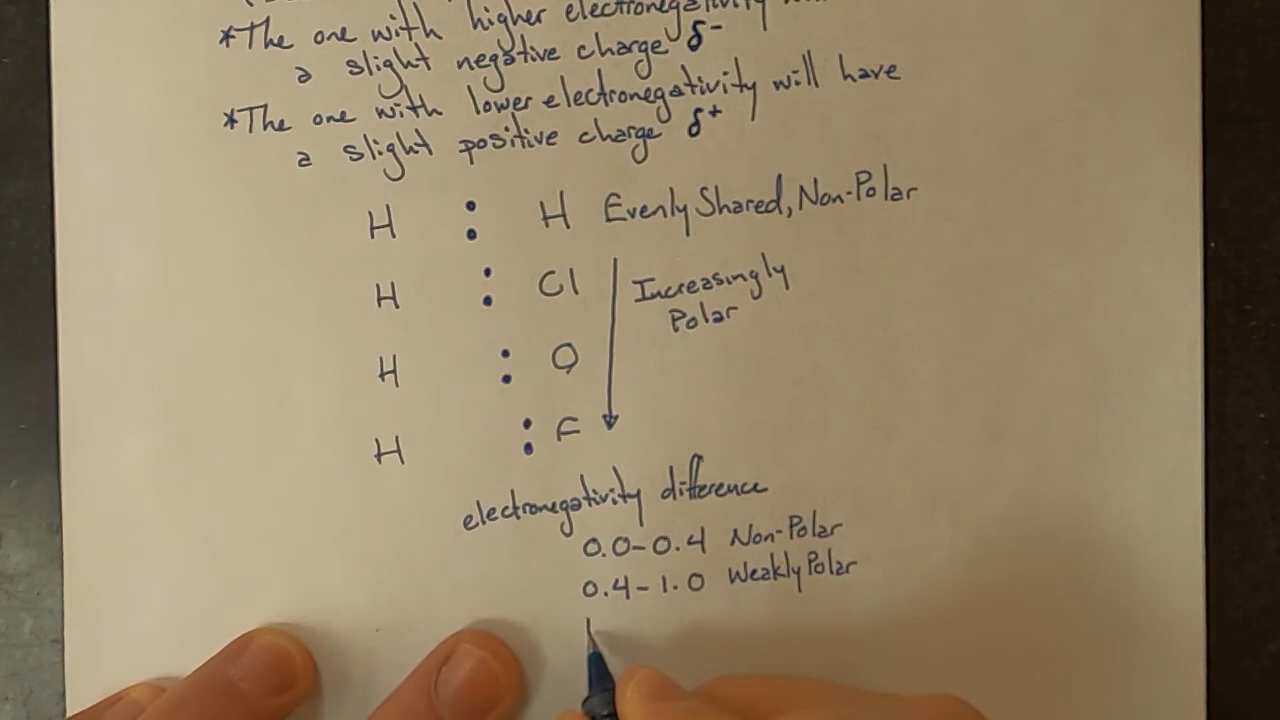 *The one with higher electronegativity
a slight negative charge δ-
*The one with lower electronegativity will have
a slight positive charge δ+
H : H Evenly Shared, Non-Polar
H : Cl
Increasingly
Polar
H : O
H : F
electronegativity difference
0.0-0.4 Non-Polar
0.4-1.0 Weakly Polar